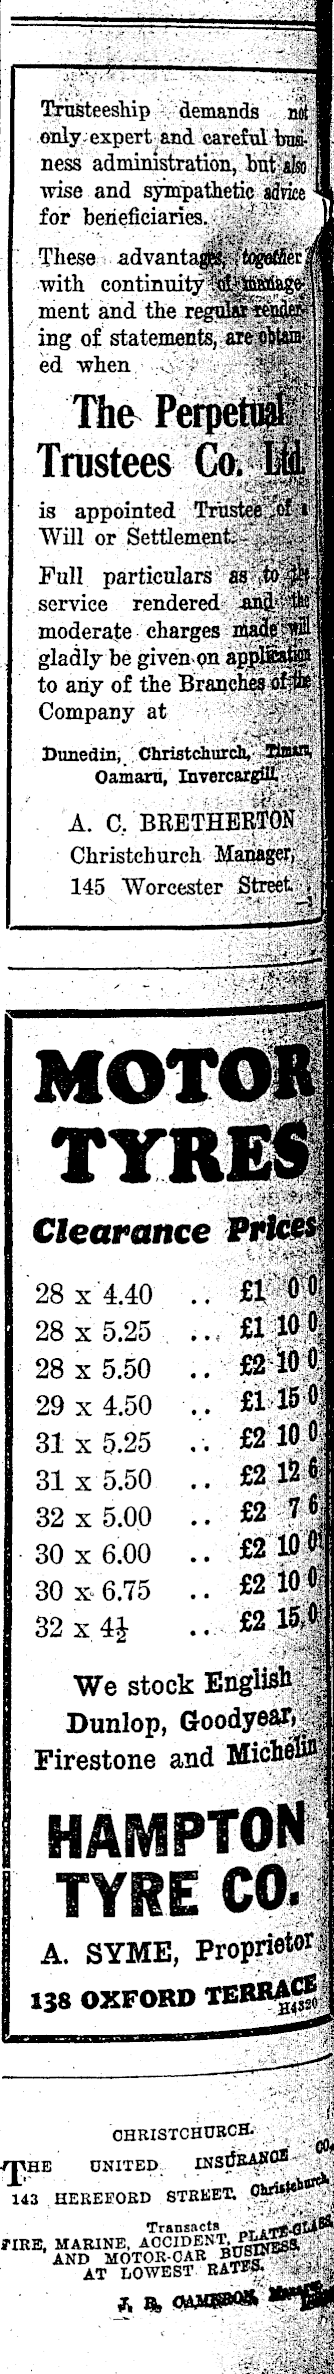 Trusteeship demands not
only expert and careful busi-
ness administration, but also
wise and sympathetic advice
for beneficiaries.
These advantages, together
with continuity of manage-
ment and the regular render-
ing of statements, are obtain-
ed when
The Perpetual
Trustees Co. Ltd.
is appointed Trustee of a
Will or Settlement.
Full particulars as to the
service rendered and the
moderate charges made will
gladly be given on application
to any of the Branches of the
Company at
Dunedin, Christchurch, Timaru,
Oamaru, Invercargill.
A. C. BRETHERTON
Christchurch Manager,
145 Worcester Street.
MOTOR
TYRES
Clearance Prices
28 x 4.40 .. £1 0 0
28 x 5.25 .. £1 10 0
28 x 5.50 .. £2 10 0
29 x 4.50 .. £1 15 0
31 x 5.25 .. £2 10 0
31 x 5.50 .. £2 12 6
32 x 5.00 .. £2 7 6
30 x 6.00 .. £2 10 0
30 x 6.75 .. £2 10 0
32 x 4½ .. £2 15 0
We stock English
Dunlop, Goodyear,
Firestone and Michelin
HAMPTON
TYRE CO.
A. SYME, Proprietor
138 OXFORD TERRACE
H4320
CHRISTCHURCH.
THE UNITED INSURANCE CO.,
143 HEREFORD STREET, Christchurch,
Transacts
FIRE, MARINE, ACCIDENT, PLATE-GLASS,
AND MOTOR-CAR BUSINESS,
AT LOWEST RATES.
J. R. CAMERON,